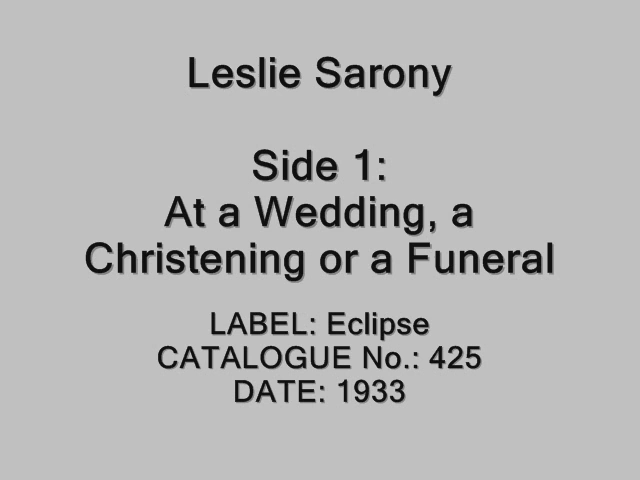 Leslie Sarony
Side 1:
At a Wedding, a
Christening or a Funeral
LABEL: Eclipse
CATALOGUE No.: 425
DATE: 1933